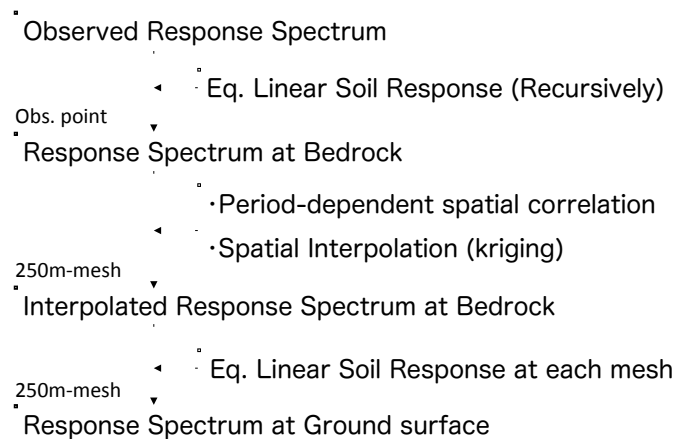 Observed Response Spectrum
Eq. Linear Soil Response (Recursively)
Obs. point
Response Spectrum at Bedrock
・Period-dependent spatial correlation
・Spatial Interpolation (kriging)
250m-mesh
Interpolated Response Spectrum at Bedrock
Eq. Linear Soil Response at each mesh
250m-mesh
Response Spectrum at Ground surface